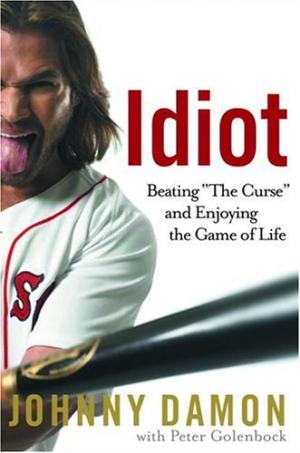 Idiot
Beating "The Curse"
and Enjoying
the Game of Life
S
JOHNNY DAMON
with Peter Golenbock